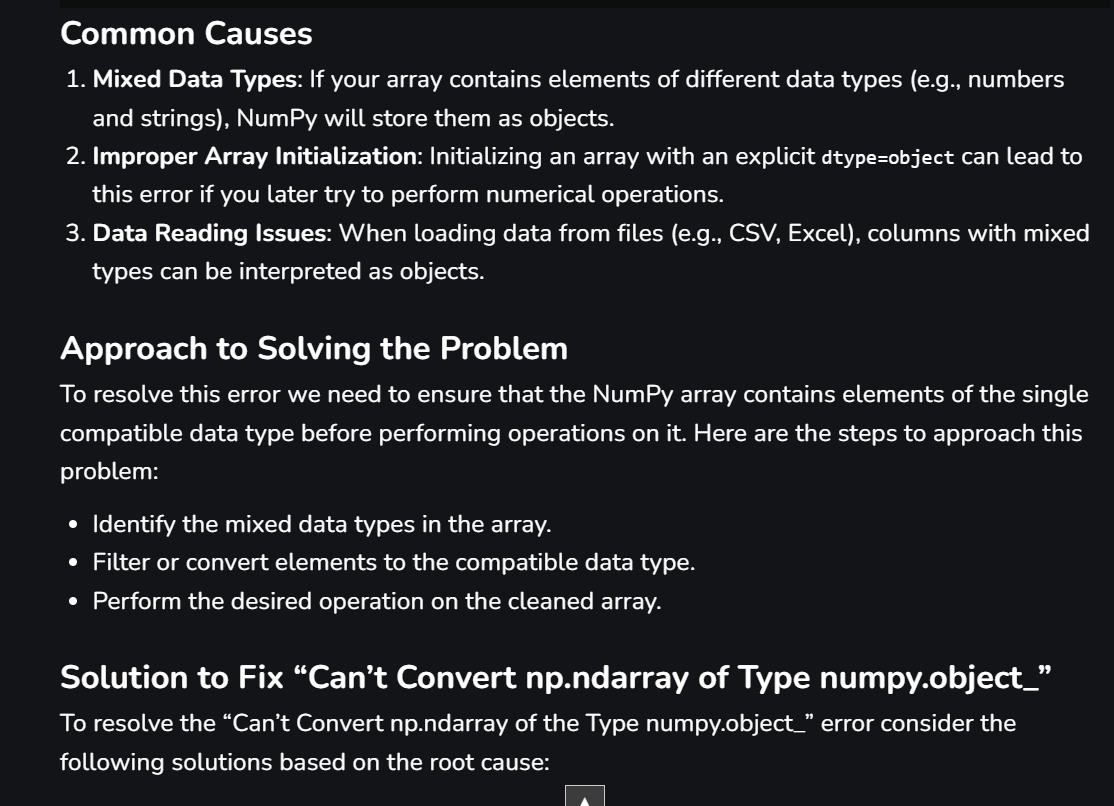 Common Causes
1. Mixed Data Types: If your array contains elements of different data types (e.g., numbers
and strings), NumPy will store them as objects.
2. Improper Array Initialization: Initializing an array with an explicit dtype=object can lead to
this error if you later try to perform numerical operations.
3. Data Reading Issues: When loading data from files (e.g., CSV, Excel), columns with mixed
types can be interpreted as objects.
Approach to Solving the Problem
To resolve this error we need to ensure that the NumPy array contains elements of the single
compatible data type before performing operations on it. Here are the steps to approach this
problem:
• Identify the mixed data types in the array.
• Filter or convert elements to the compatible data type.
• Perform the desired operation on the cleaned array.
Solution to Fix “Can’t Convert np.ndarray of Type numpy.object_”
To resolve the “Can’t Convert np.ndarray of the Type numpy.object_” error consider the
following solutions based on the root cause: